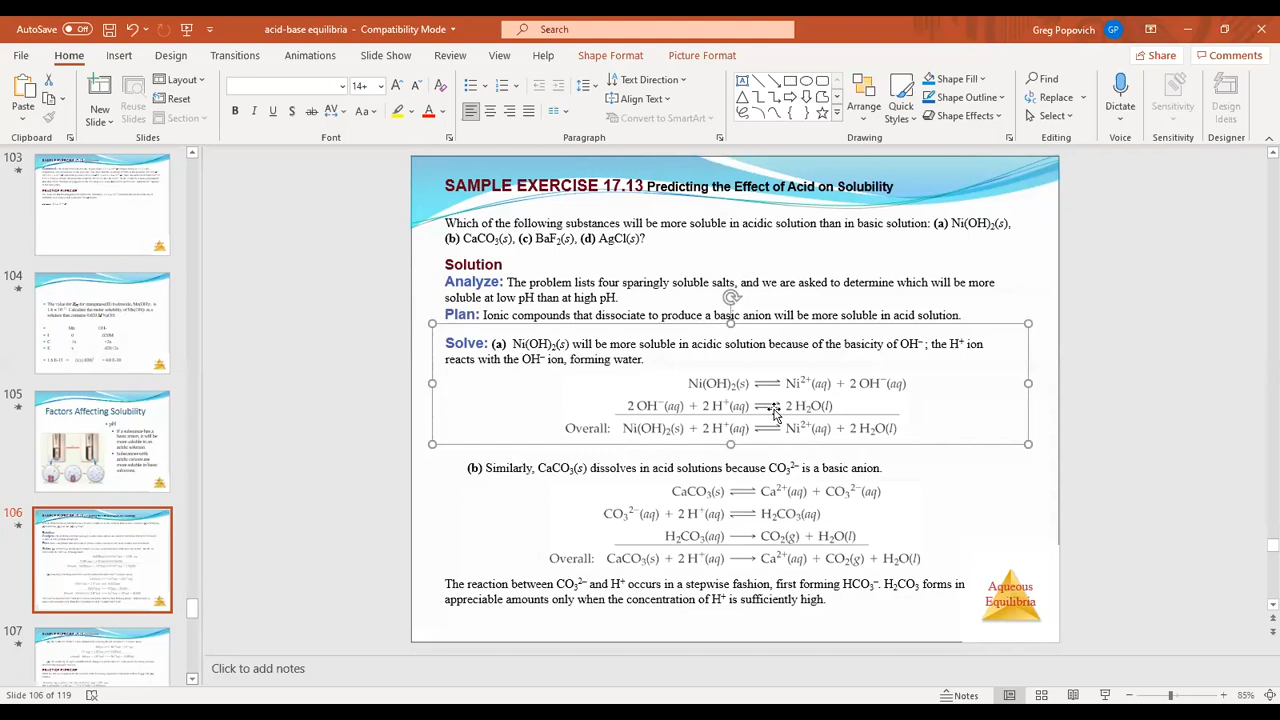 AutoSave Off acid-base equilibria - Compatibility Mode Search Greg Popovich GP
File Home Insert Design Transitions Animations Slide Show Review View Help Shape Format Picture Format Share Comments
Paste
Clipboard
New Slide
Reuse Slides
Layout
Reset
Section
Slides
14+
B I U S ab AV Aa A
Font
Text Direction
Align Text
Convert to SmartArt
Paragraph
Arrange
Quick Styles
Shape Fill
Shape Outline
Shape Effects
Drawing
Find
Replace
Select
Editing
Dictate
Voice
Sensitivity
Sensitivity
Design Ideas
Designer
103
104
105
Factors Affecting Solubility
pH
106
107
SAMPLE EXERCISE 17.13 Predicting the Effect of Acid on Solubility
Which of the following substances will be more soluble in acidic solution than in basic solution: (a) Ni(OH)₂(s),
(b) CaCO₃(s), (c) BaF₂(s), (d) AgCl(s)?
Solution
Analyze: The problem lists four sparingly soluble salts, and we are asked to determine which will be more
soluble at low pH than at high pH.
Plan: Ionic compounds that dissociate to produce a basic anion will be more soluble in acid solution.
Solve: (a) Ni(OH)₂(s) will be more soluble in acidic solution because of the basicity of OH⁻; the H⁺ ion
reacts with the OH⁻ ion, forming water.
Ni(OH)₂(s) ⇌ Ni²⁺(aq) + 2 OH⁻(aq)
2 OH⁻(aq) + 2 H⁺(aq) ⇌ 2 H₂O(l)
Overall: Ni(OH)₂(s) + 2 H⁺(aq) ⇌ Ni²⁺(aq) + 2 H₂O(l)
(b) Similarly, CaCO₃(s) dissolves in acid solutions because CO₃²⁻ is a basic anion.
CaCO₃(s) ⇌ Ca²⁺(aq) + CO₃²⁻(aq)
CO₃²⁻(aq) + 2 H⁺(aq) ⇌ H₂CO₃(aq)
H₂CO₃(aq) ⟶ CO₂(g) + H₂O(l)
Overall: CaCO₃(s) + 2 H⁺(aq) ⟶ Ca²⁺(aq) + CO₂(g) + H₂O(l)
The reaction between CO₃²⁻ and H⁺ occurs in a stepwise fashion, first forming HCO₃⁻. H₂CO₃ forms in
appreciable amounts only when the concentration of H⁺ is sufficiently high.
Aqueous
Equilibria
Click to add notes
Slide 106 of 119 Notes 85%